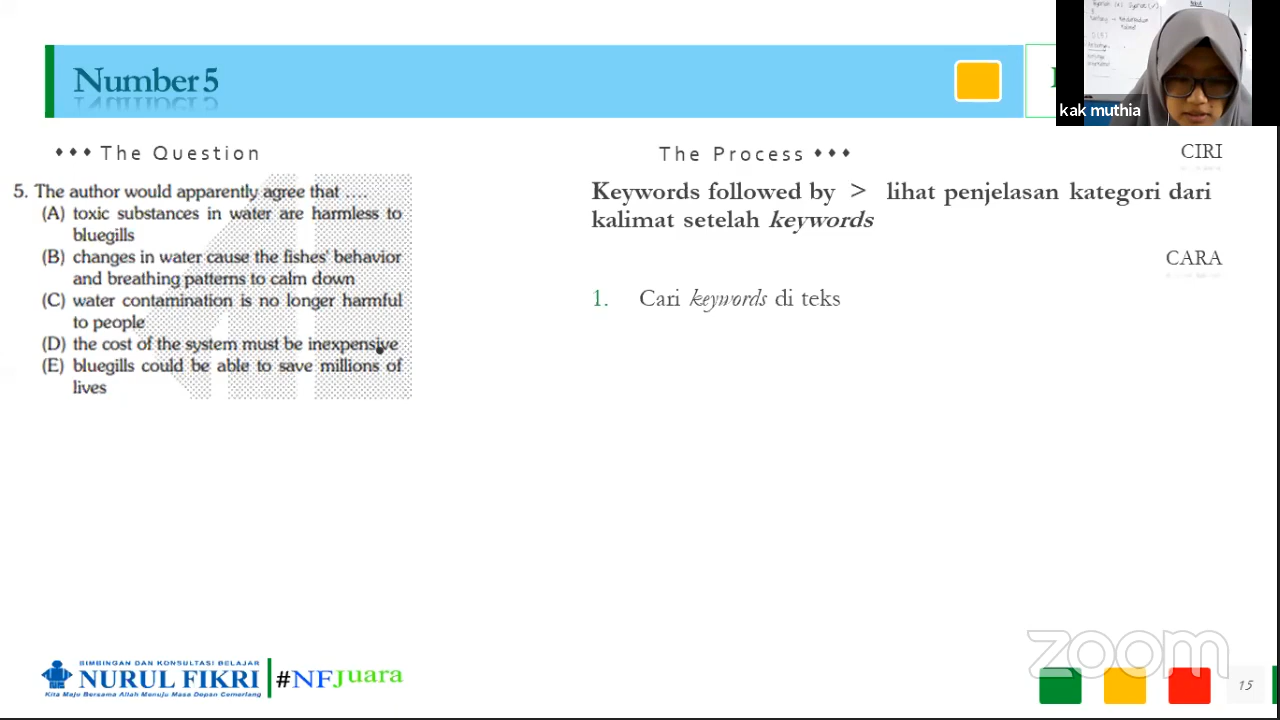 Number 5
kak muthia
The Question
5. The author would apparently agree that ....
(A) toxic substances in water are harmless to
bluegills
(B) changes in water cause the fishes' behavior
and breathing patterns to calm down
(C) water contamination is no longer harmful
to people
(D) the cost of the system must be inexpensive
(E) bluegills could be able to save millions of
lives
The Process
CIRI
Keywords followed by > lihat penjelasan kategori dari
kalimat setelah keywords
CARA
1. Cari keywords di teks
BIMBINGAN DAN KONSULTASI BELAJAR
NURUL FIKRI
Kita Maju Bersama Allah Menuju Masa Depan Cemerlang
#NFJuara
zoom
15